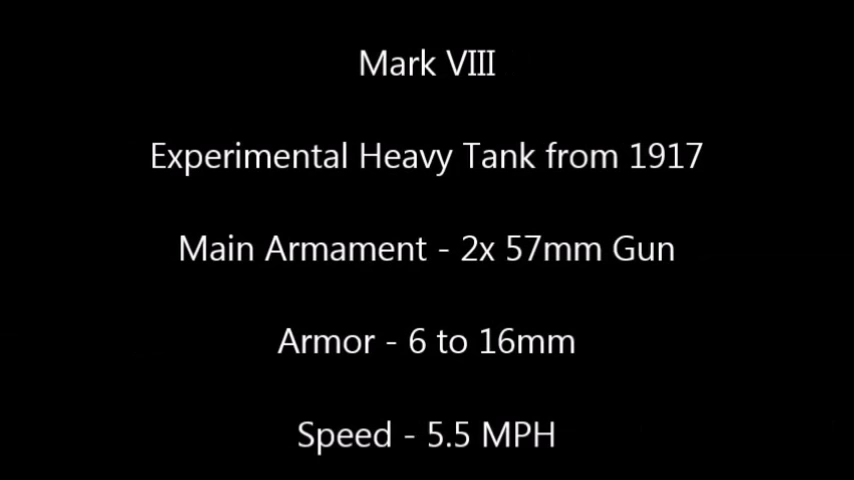 Mark VIII
Experimental Heavy Tank from 1917
Main Armament - 2x 57mm Gun
Armor - 6 to 16mm
Speed - 5.5 MPH